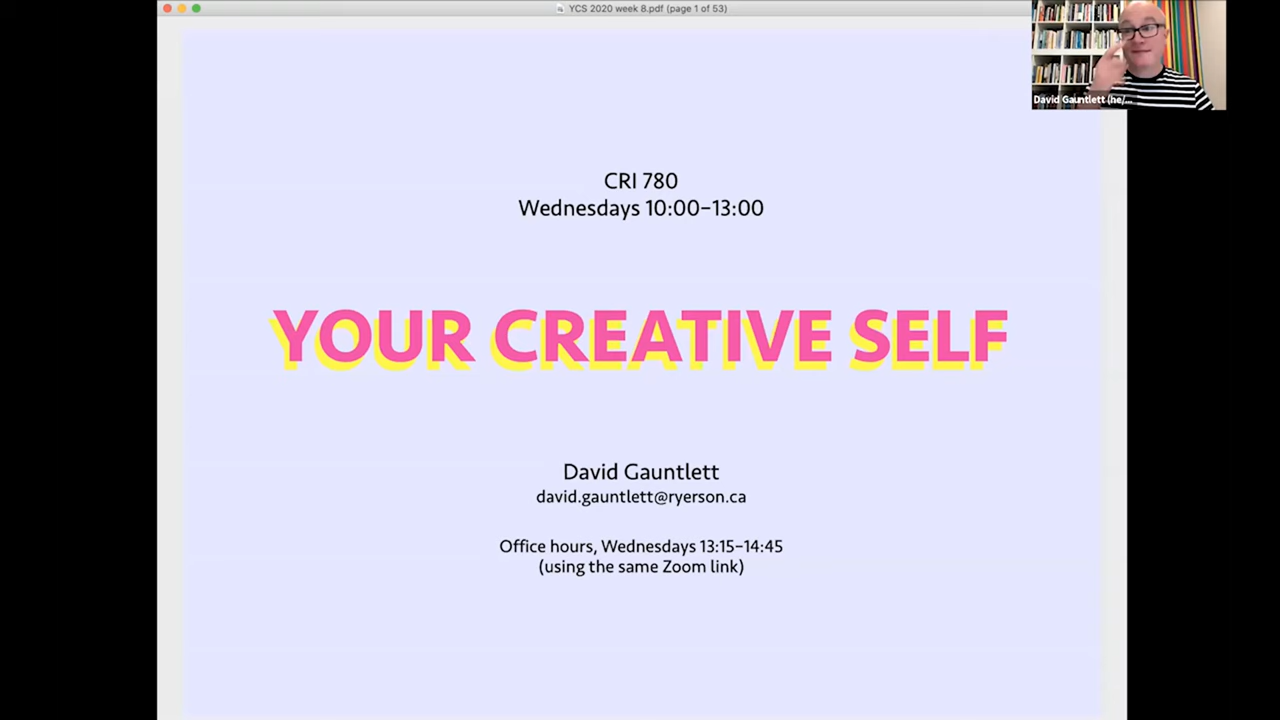 YCS 2020 week 8.pdf (page 1 of 53)
David Gauntlett (he/...
CRI 780
Wednesdays 10:00–13:00
YOUR CREATIVE SELF
David Gauntlett
david.gauntlett@ryerson.ca
Office hours, Wednesdays 13:15–14:45
(using the same Zoom link)